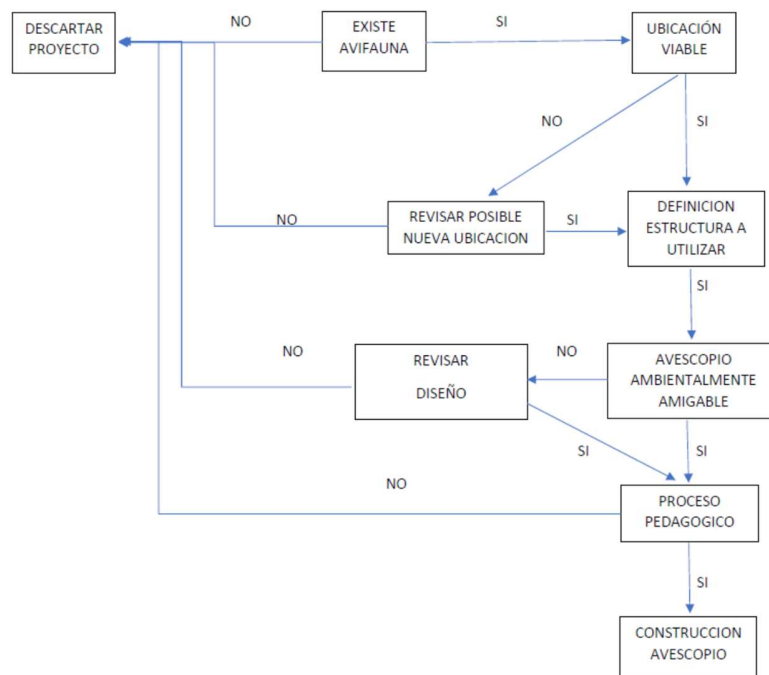 DESCARTAR
PROYECTO
NO
EXISTE
AVIFAUNA
SI
UBICACIÓN
VIABLE
NO
SI
NO
REVISAR POSIBLE
NUEVA UBICACION
SI
DEFINICION
ESTRUCTURA A
UTILIZAR
SI
NO
REVISAR
DISEÑO
NO
AVESCOPIO
AMBIENTALMENTE
AMIGABLE
SI
SI
NO
PROCESO
PEDAGOGICO
SI
CONSTRUCCION
AVESCOPIO